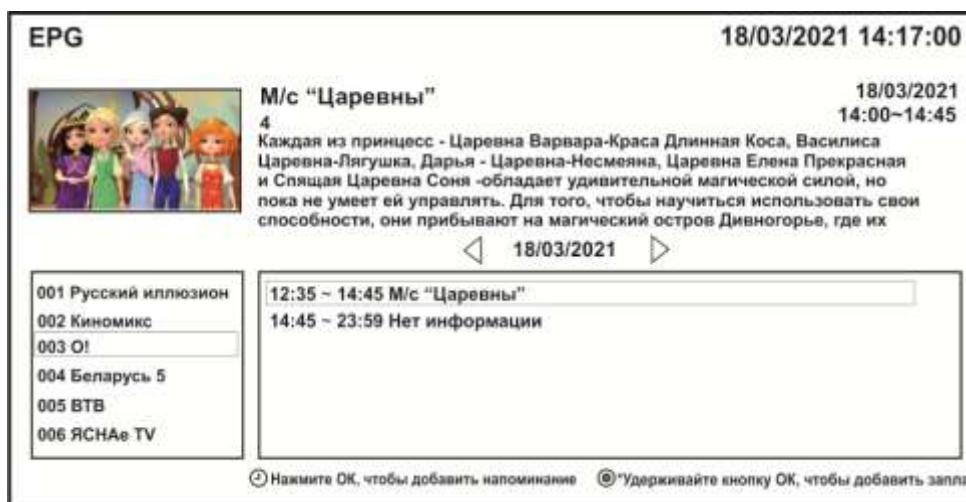 EPG
18/03/2021 14:17:00
М/с “Царевны”
18/03/2021
14:00~14:45
4
Каждая из принцесс - Царевна Варвара-Краса Длинная Коса, Василиса
Царевна-Лягушка, Дарья - Царевна-Несмеяна, Царевна Елена Прекрасная
и Спящая Царевна Соня -обладает удивительной магической силой, но
пока не умеет ей управлять. Для того, чтобы научиться использовать свои
способности, они прибывают на магический остров Дивногорье, где их
18/03/2021
001 Русский иллюзион
002 Киномикс
003 О!
004 Беларусь 5
005 ВТВ
006 ЯСНАе TV
12:35 ~ 14:45 М/с “Царевны”
14:45 ~ 23:59 Нет информации
Нажмите ОК, чтобы добавить напоминание
*Удерживайте кнопку ОК, чтобы добавить запла